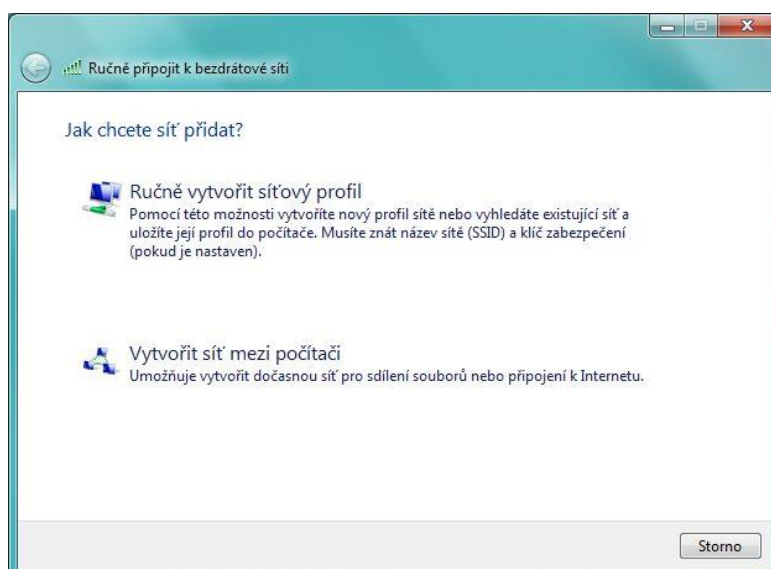 Ručně připojit k bezdrátové síti
Jak chcete síť přidat?
Ručně vytvořit síťový profil
Pomocí této možnosti vytvoříte nový profil sítě nebo vyhledáte existující síť a
uložíte její profil do počítače. Musíte znát název sítě (SSID) a klíč zabezpečení
(pokud je nastaven).
Vytvořit síť mezi počítači
Umožňuje vytvořit dočasnou síť pro sdílení souborů nebo připojení k Internetu.
Storno